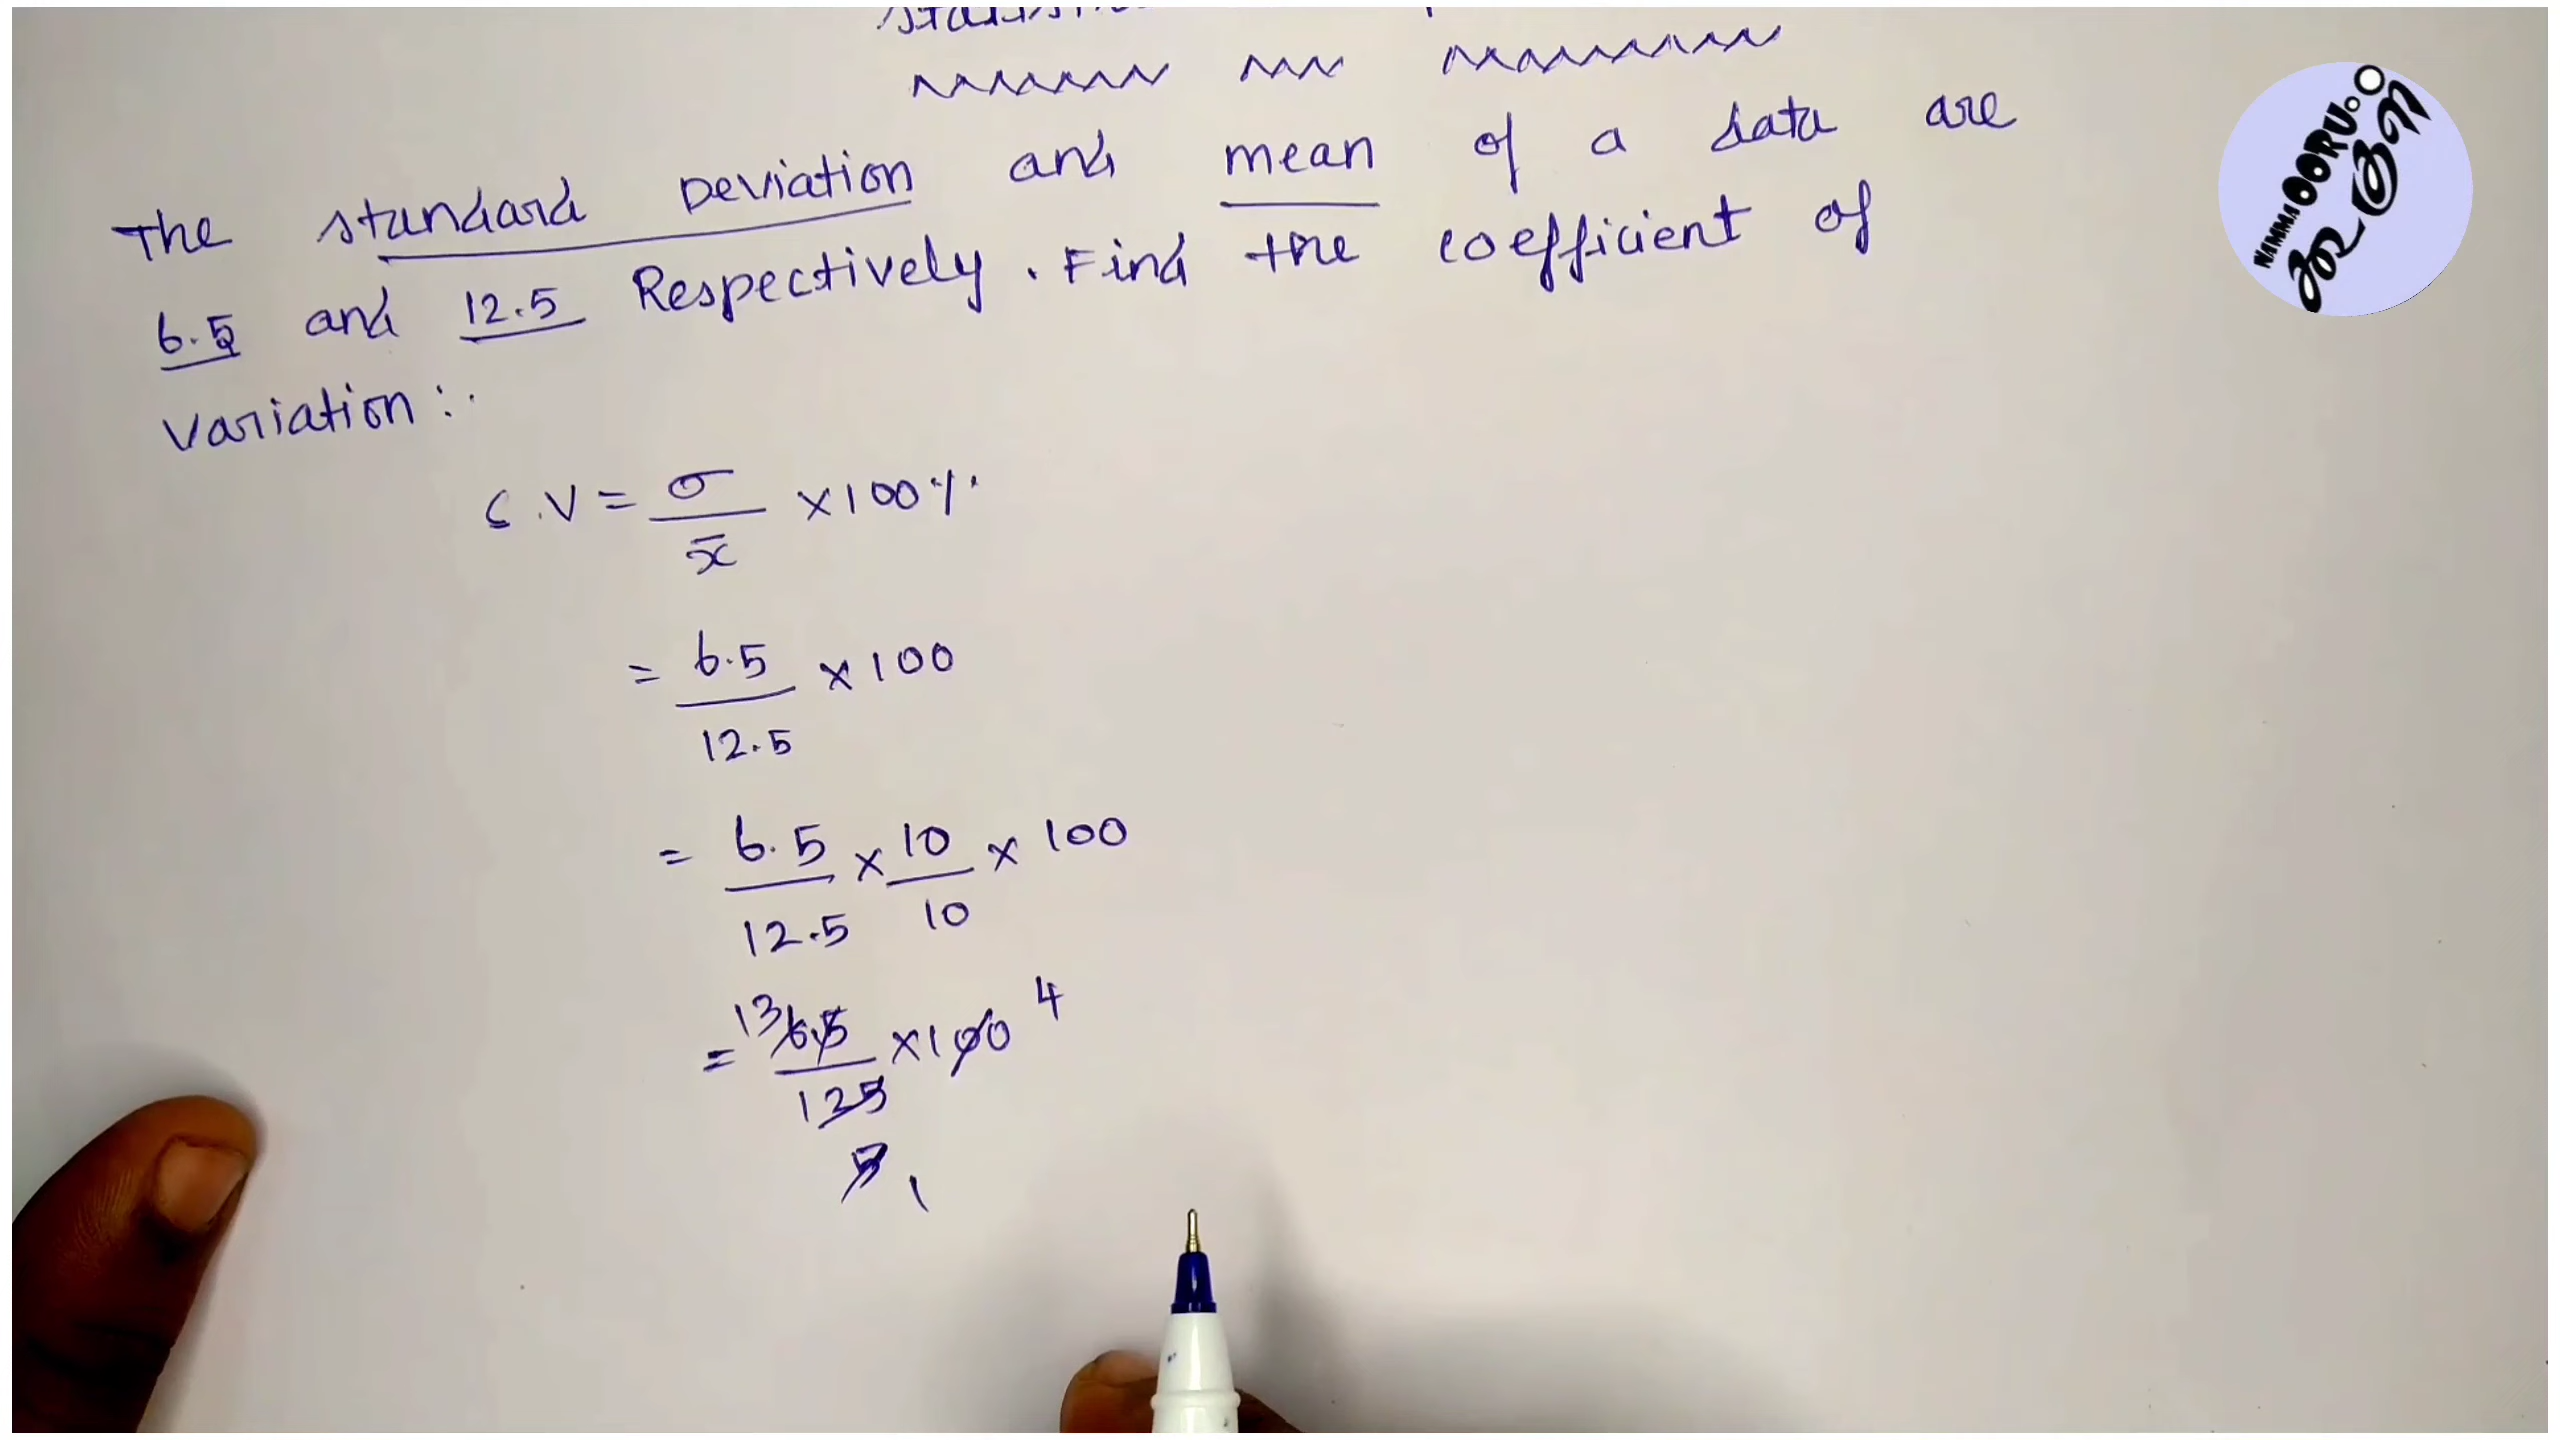 The standard Deviation and mean of a data are
6.5 and 12.5 Respectively. Find the coefficient of
Variation :.
C.V = σ/x̄ ×100%
= 6.5/12.5 ×100
= 6.5/12.5 × 10/10 × 100
= 65/125 ×100
13
4
5
1
NAMMA OORU